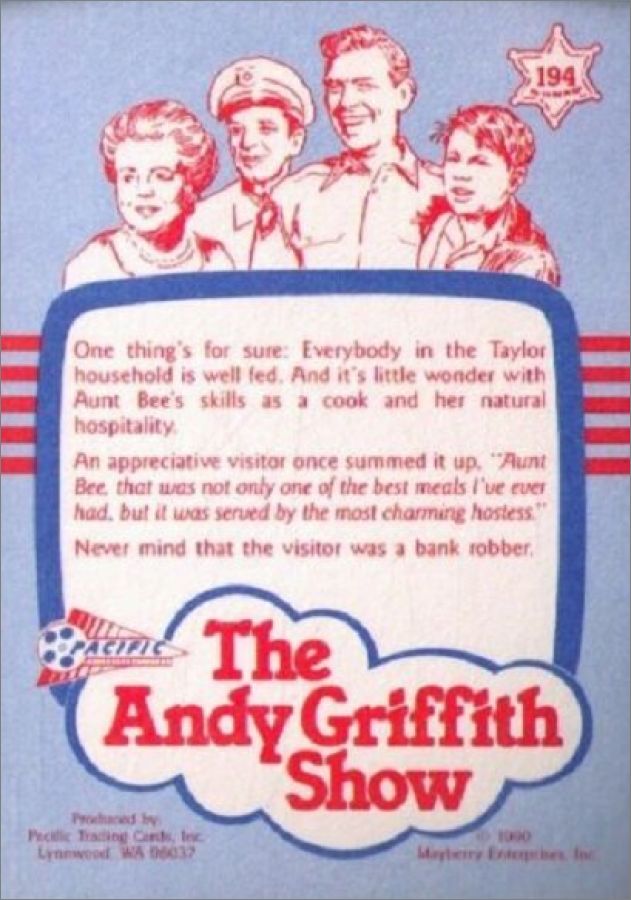 194
One thing's for sure: Everybody in the Taylor
household is well fed. And it's little wonder with
Aunt Bee's skills as a cook and her natural
hospitality.
An appreciative visitor once summed it up, "Aunt
Bee, that was not only one of the best meals I've ever
had, but it was served by the most charming hostess."
Never mind that the visitor was a bank robber.
PACIFIC
The
Andy Griffith
Show
Produced by:
Pacific Trading Cards, Inc.
Lynnwood, WA 98037
© 1990
Mayberry Enterprises, Inc.